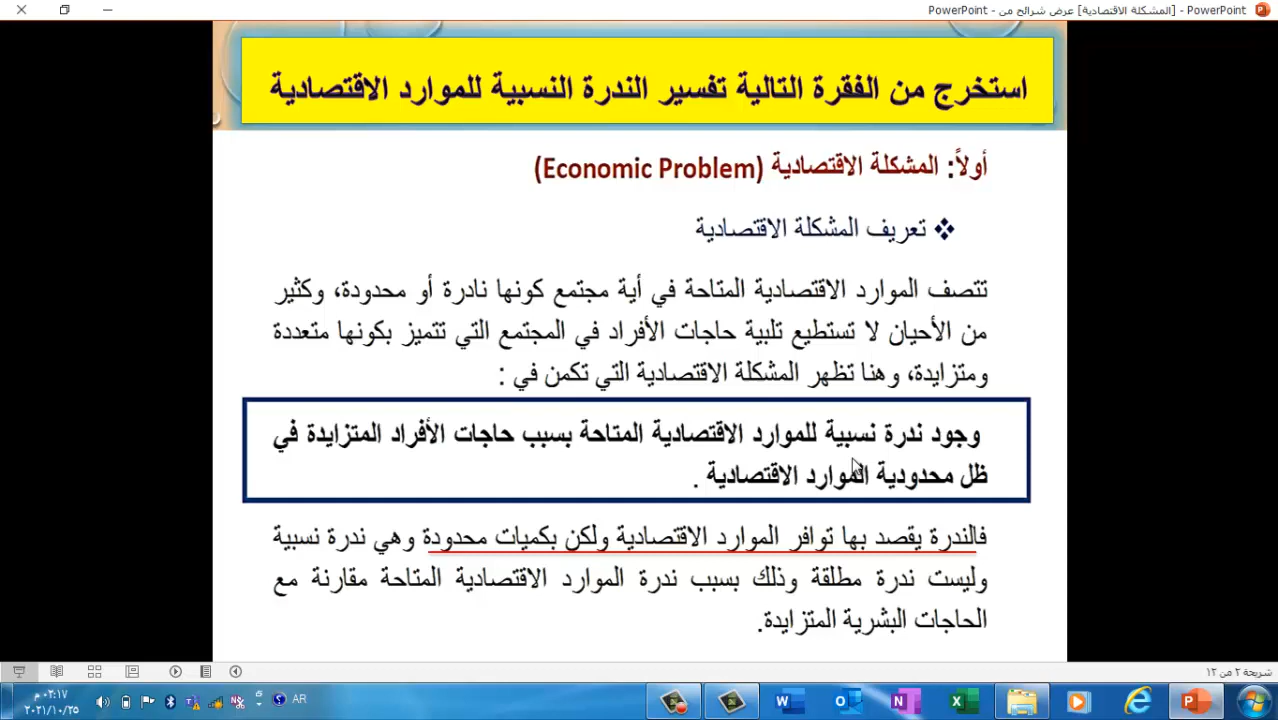 PowerPoint - [المشكلة الاقتصادية] عرض شرائح من - PowerPoint
استخرج من الفقرة التالية تفسير الندرة النسبية للموارد الاقتصادية
أولاً: المشكلة الاقتصادية (Economic Problem)
❖ تعريف المشكلة الاقتصادية
تتصف الموارد الاقتصادية المتاحة في أية مجتمع كونها نادرة أو محدودة، وكثير
من الأحيان لا تستطيع تلبية حاجات الأفراد في المجتمع التي تتميز بكونها متعددة
ومتزايدة، وهنا تظهر المشكلة الاقتصادية التي تكمن في :
وجود ندرة نسبية للموارد الاقتصادية المتاحة بسبب حاجات الأفراد المتزايدة في
ظل محدودية الموارد الاقتصادية .
فالندرة يقصد بها توافر الموارد الاقتصادية ولكن بكميات محدودة وهي ندرة نسبية
وليست ندرة مطلقة وذلك بسبب ندرة الموارد الاقتصادية المتاحة مقارنة مع
الحاجات البشرية المتزايدة.
شريحة ٢ من ١٢
AR
٠٢:١٧ م
٢٠٢١/١٠/٢٥